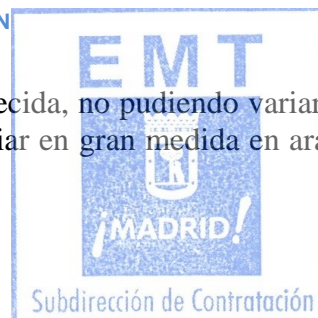 N
EMT
ecida, no pudiendo varian
iar en gran medida en ara
¡MADRID!
Subdirección de Contratación